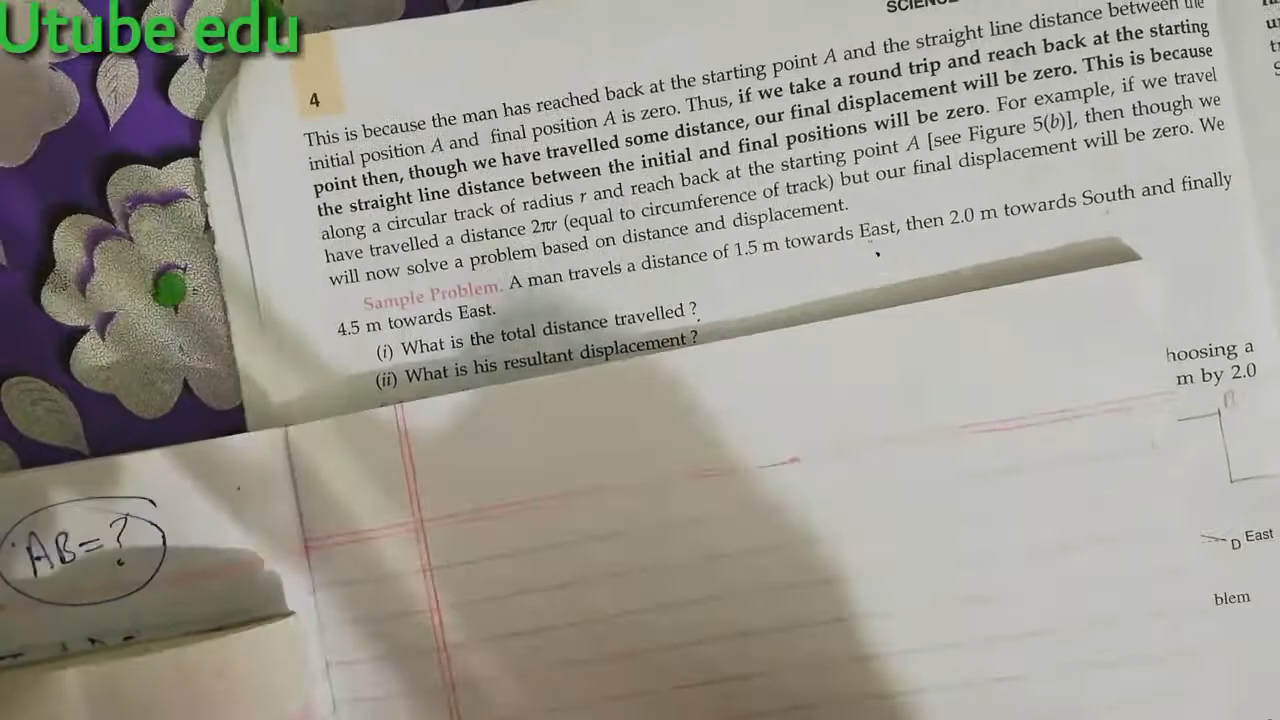 Utube edu
4
This is because the man has reached back at the starting point A and the straight line distance between the
initial position A and final position A is zero. Thus, if we take a round trip and reach back at the starting
point then, though we have travelled some distance, our final displacement will be zero. This is because
the straight line distance between the initial and final positions will be zero. For example, if we travel
along a circular track of radius r and reach back at the starting point A [see Figure 5(b)], then though we
have travelled a distance 2πr (equal to circumference of track) but our final displacement will be zero. We
will now solve a problem based on distance and displacement.
Sample Problem. A man travels a distance of 1.5 m towards East, then 2.0 m towards South and finally
4.5 m towards East.
(i) What is the total distance travelled ?
(ii) What is his resultant displacement ?
hoosing a
m by 2.0
AB=?
D East
blem